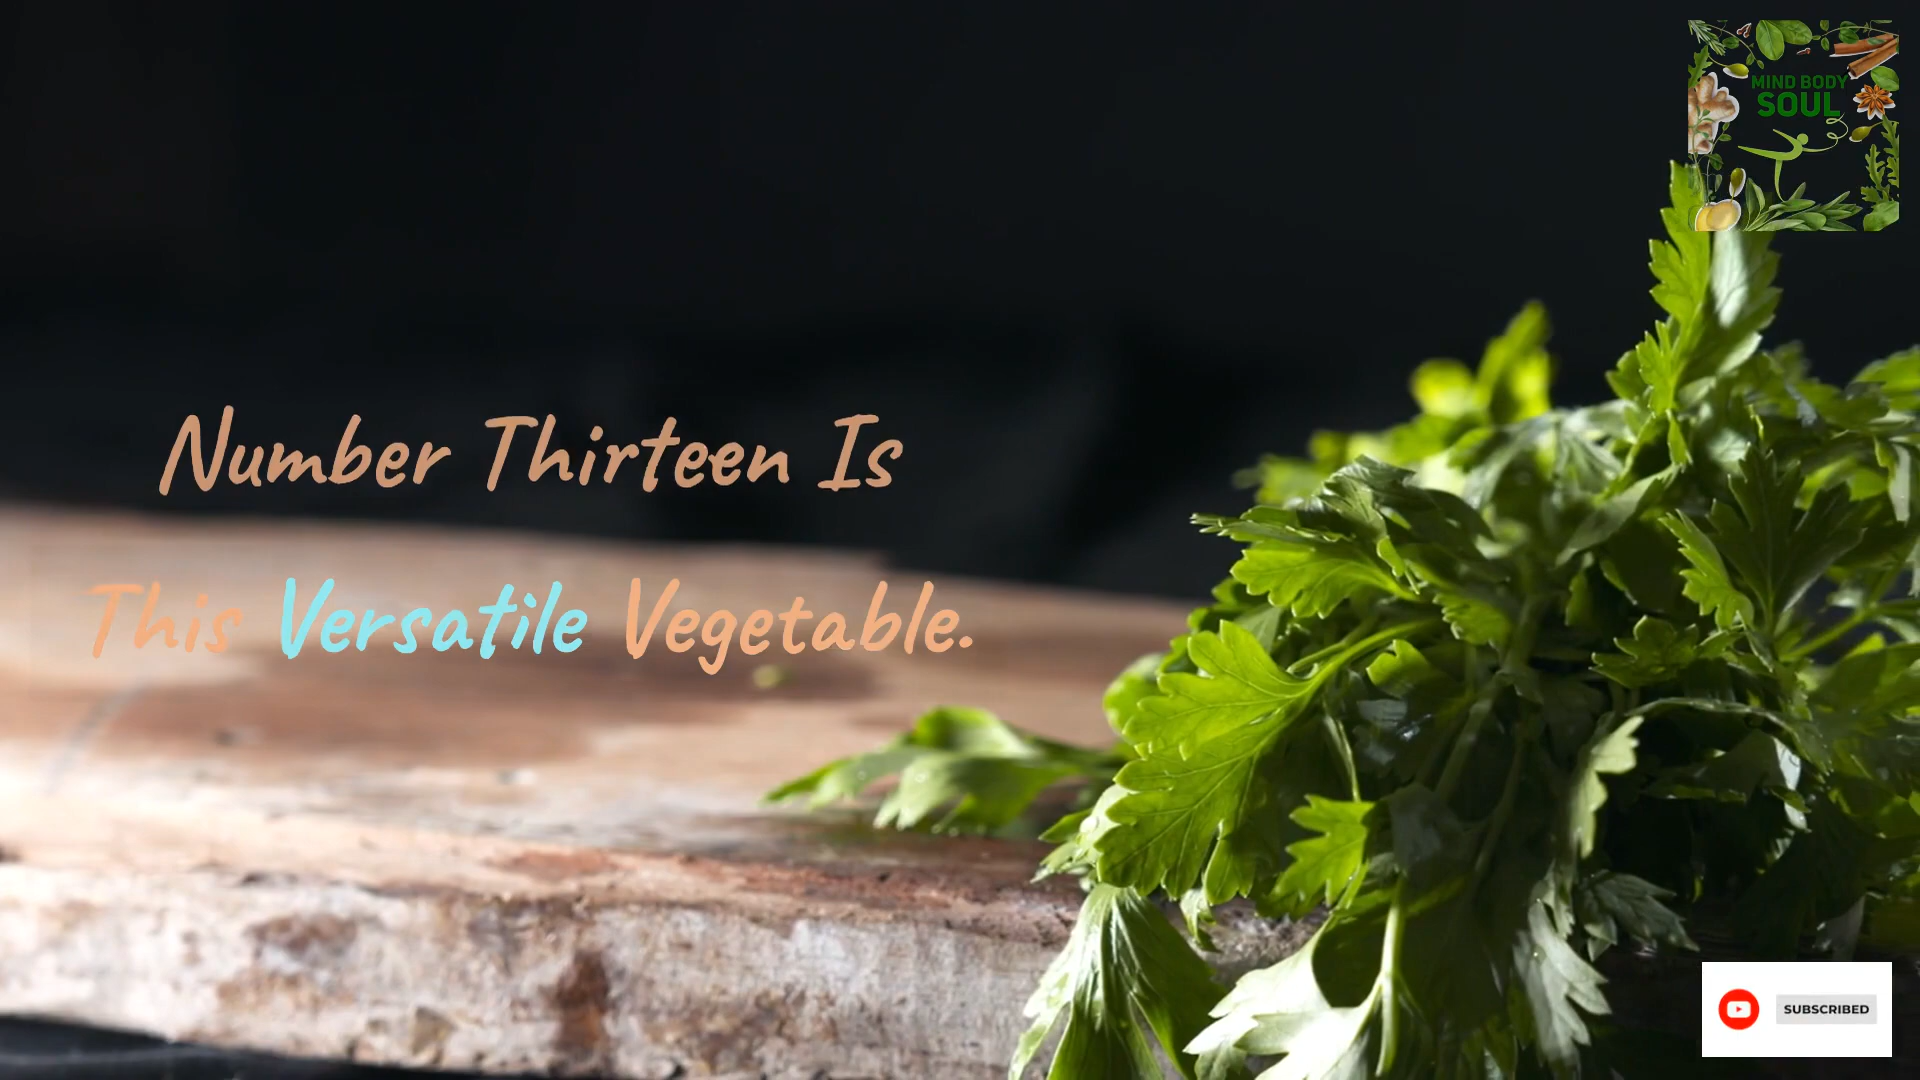 MIND BODY
SOUL
Number Thirteen Is
This Versatile Vegetable.
SUBSCRIBED